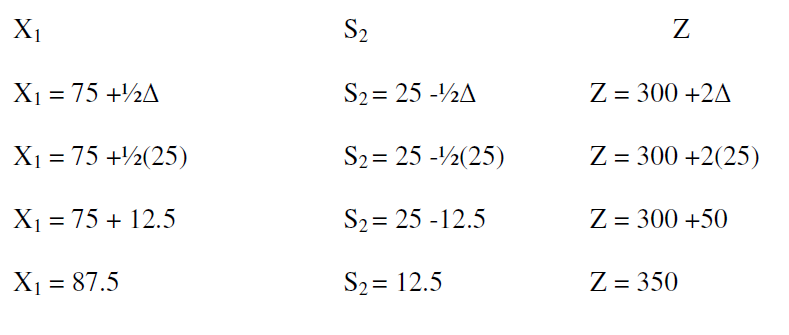 X₁ S₂ Z
X₁ = 75 +½Δ S₂ = 25 -½Δ Z = 300 +2Δ
X₁ = 75 +½(25) S₂ = 25 -½(25) Z = 300 +2(25)
X₁ = 75 + 12.5 S₂ = 25 -12.5 Z = 300 +50
X₁ = 87.5 S₂ = 12.5 Z = 350